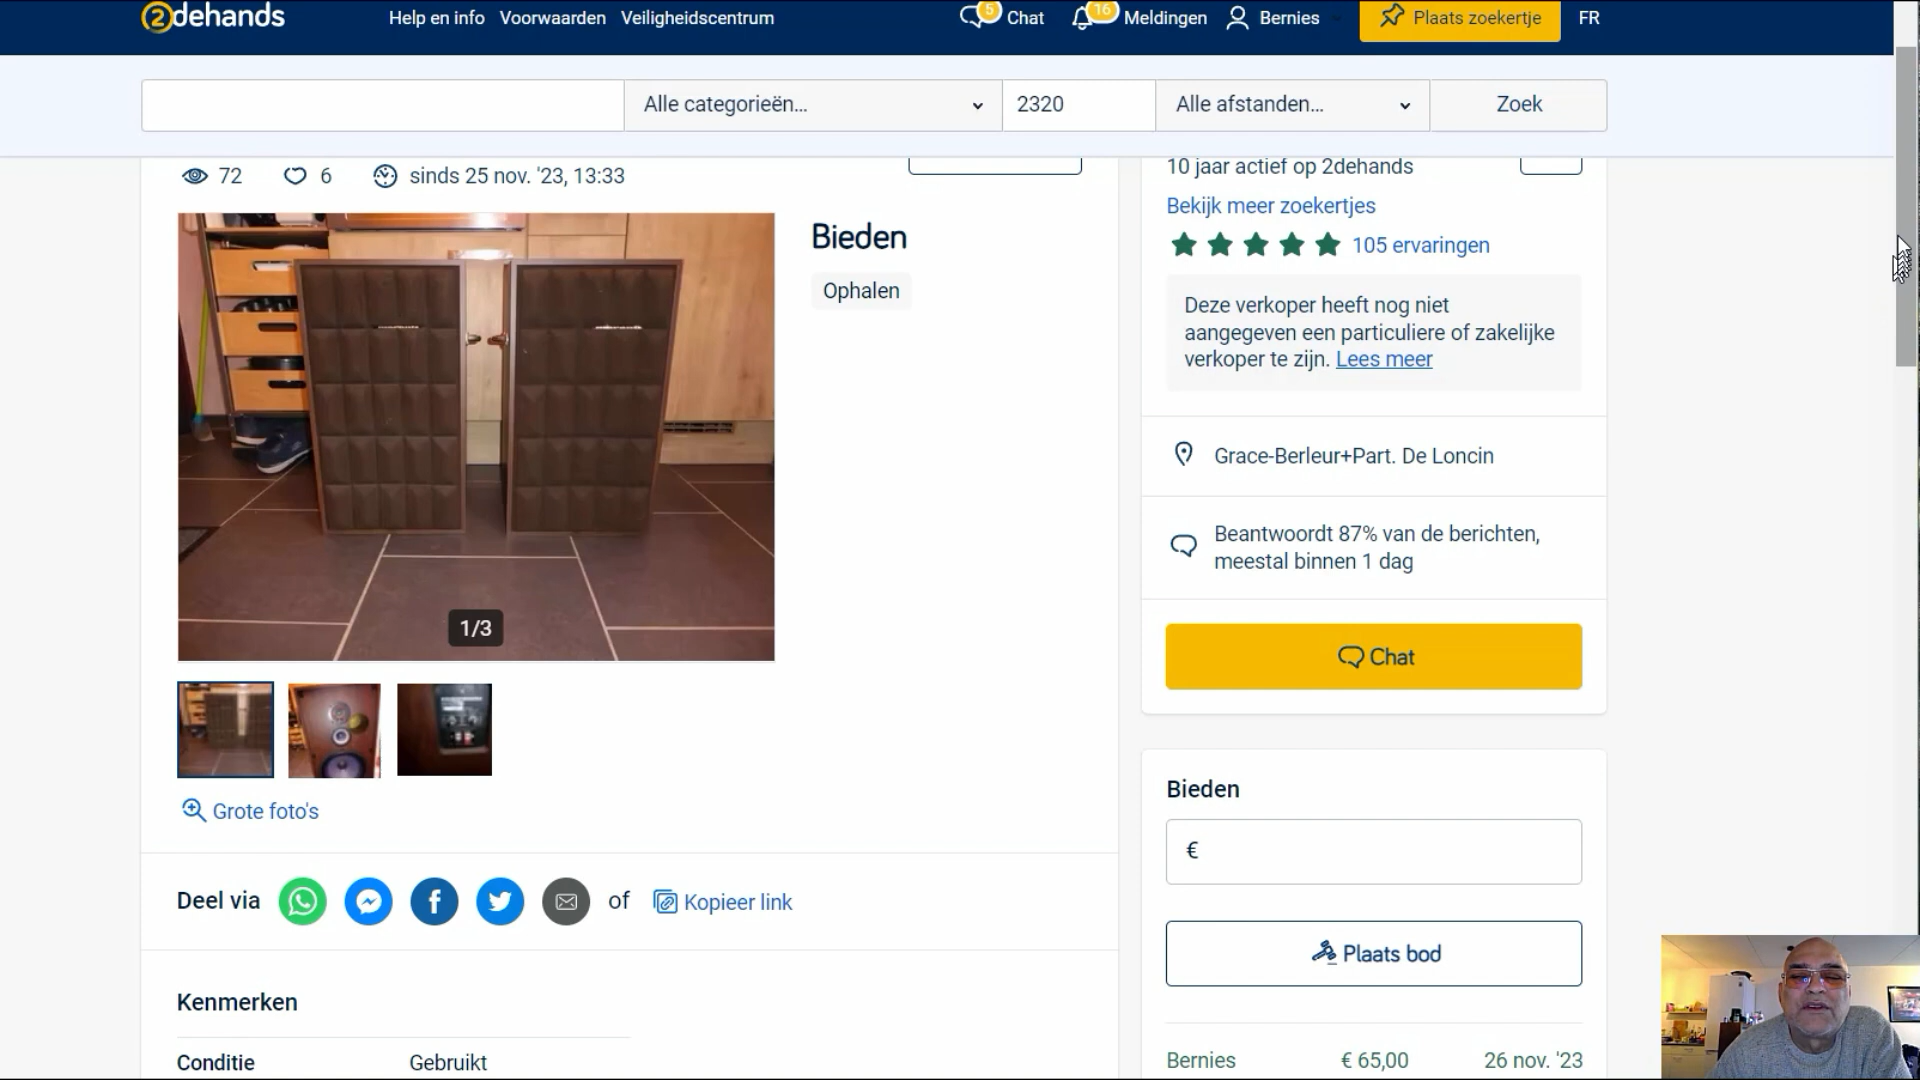 2dehands
Help en info Voorwaarden Veiligheidscentrum
5 Chat 16 Meldingen Bernies Plaats zoekertje FR
Alle categorieën... 2320 Alle afstanden... Zoek
72 6 sinds 25 nov. '23, 13:33
Bieden
Ophalen
1/3
Grote foto's
Deel via of Kopieer link
Kenmerken
Conditie Gebruikt
10 jaar actief op 2dehands
Bekijk meer zoekertjes
105 ervaringen
Deze verkoper heeft nog niet
aangegeven een particuliere of zakelijke
verkoper te zijn. Lees meer
Grace-Berleur+Part. De Loncin
Beantwoordt 87% van de berichten,
meestal binnen 1 dag
Chat
Bieden
€
Plaats bod
Bernies € 65,00 26 nov. '23